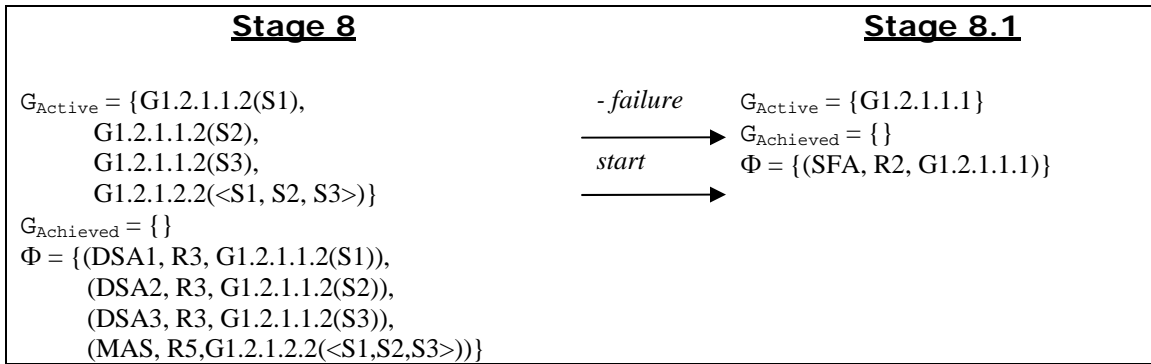 Stage 8 Stage 8.1
G_Active = {G1.2.1.1.2(S1), - failure G_Active = {G1.2.1.1.1}
G1.2.1.1.2(S2), G_Achieved = {}
G1.2.1.1.2(S3), start Φ = {(SFA, R2, G1.2.1.1.1)}
G1.2.1.2.2(<S1, S2, S3>)}
G_Achieved = {}
Φ = {(DSA1, R3, G1.2.1.1.2(S1)),
(DSA2, R3, G1.2.1.1.2(S2)),
(DSA3, R3, G1.2.1.1.2(S3)),
(MAS, R5,G1.2.1.2.2(<S1,S2,S3>))}